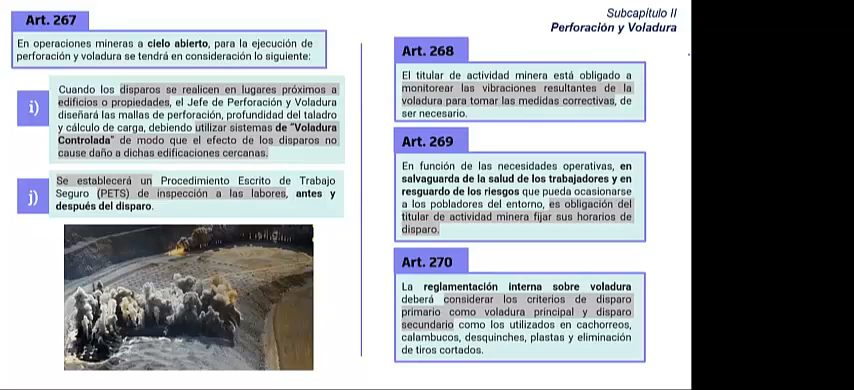 Subcapítulo II
Perforación y Voladura
Art. 267
En operaciones mineras a cielo abierto, para la ejecución de
perforación y voladura se tendrá en consideración lo siguiente:
i)
Cuando los disparos se realicen en lugares próximos a
edificios o propiedades, el Jefe de Perforación y Voladura
diseñará las mallas de perforación, profundidad del taladro
y cálculo de carga, debiendo utilizar sistemas de "Voladura
Controlada" de modo que el efecto de los disparos no
cause daño a dichas edificaciones cercanas.
j)
Se establecerá un Procedimiento Escrito de Trabajo
Seguro (PETS) de inspección a las labores, antes y
después del disparo.
Art. 268
El titular de actividad minera está obligado a
monitorear las vibraciones resultantes de la
voladura para tomar las medidas correctivas, de
ser necesario.
Art. 269
En función de las necesidades operativas, en
salvaguarda de la salud de los trabajadores y en
resguardo de los riesgos que pueda ocasionarse
a los pobladores del entorno, es obligación del
titular de actividad minera fijar sus horarios de
disparo.
Art. 270
La reglamentación interna sobre voladura
deberá considerar los criterios de disparo
primario como voladura principal y disparo
secundario como los utilizados en cachorreos,
calambucos, desquinches, plastas y eliminación
de tiros cortados.